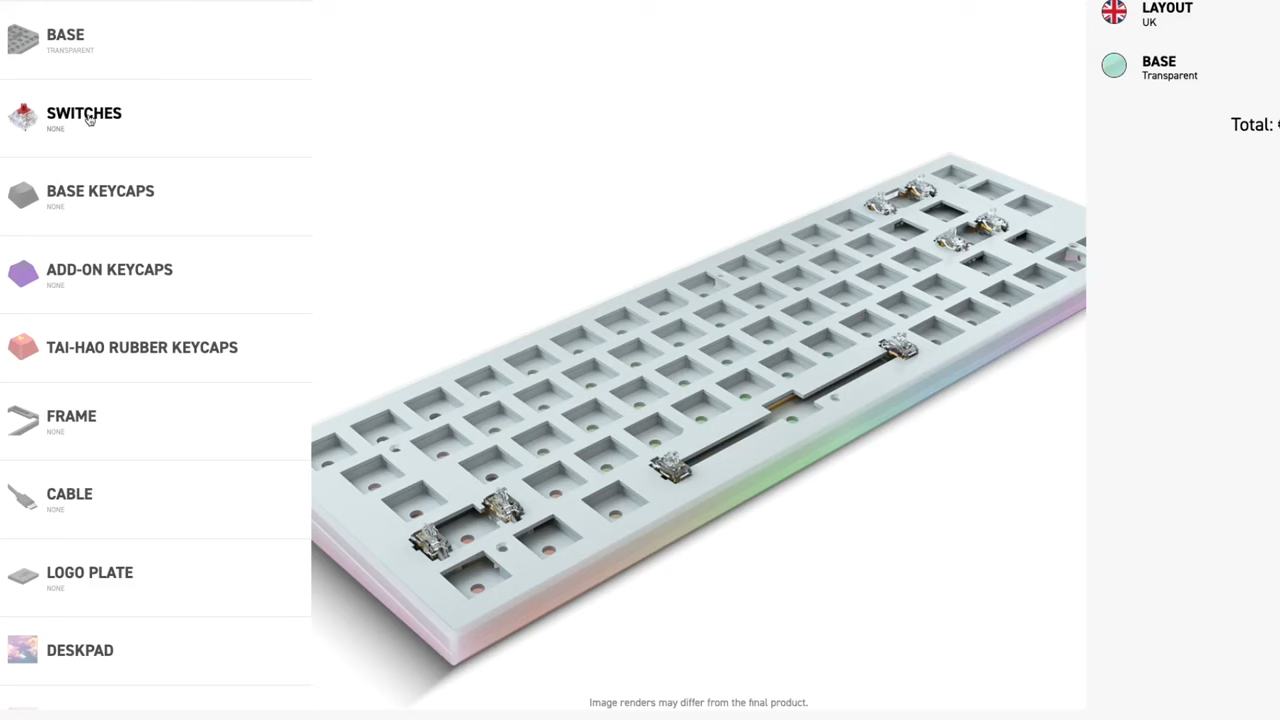 BASE
TRANSPARENT
SWITCHES
NONE
BASE KEYCAPS
NONE
ADD-ON KEYCAPS
NONE
TAI-HAO RUBBER KEYCAPS
FRAME
NONE
CABLE
NONE
LOGO PLATE
NONE
DESKPAD
Image renders may differ from the final product.
LAYOUT
UK
BASE
Transparent
Total: